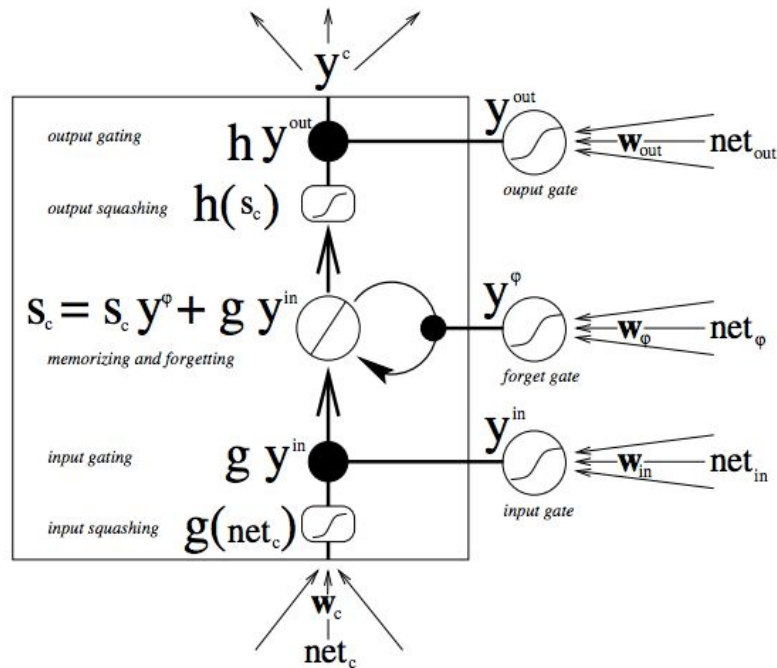 y^c
y^out
output gating
h y^out
w_out
net_out
output squashing
h(s_c)
ouput gate
s_c = s_c y^φ + g y^in
y^φ
w_φ
net_φ
memorizing and forgetting
forget gate
y^in
input gating
g y^in
w_in
net_in
input squashing
g(net_c)
input gate
w_c
net_c